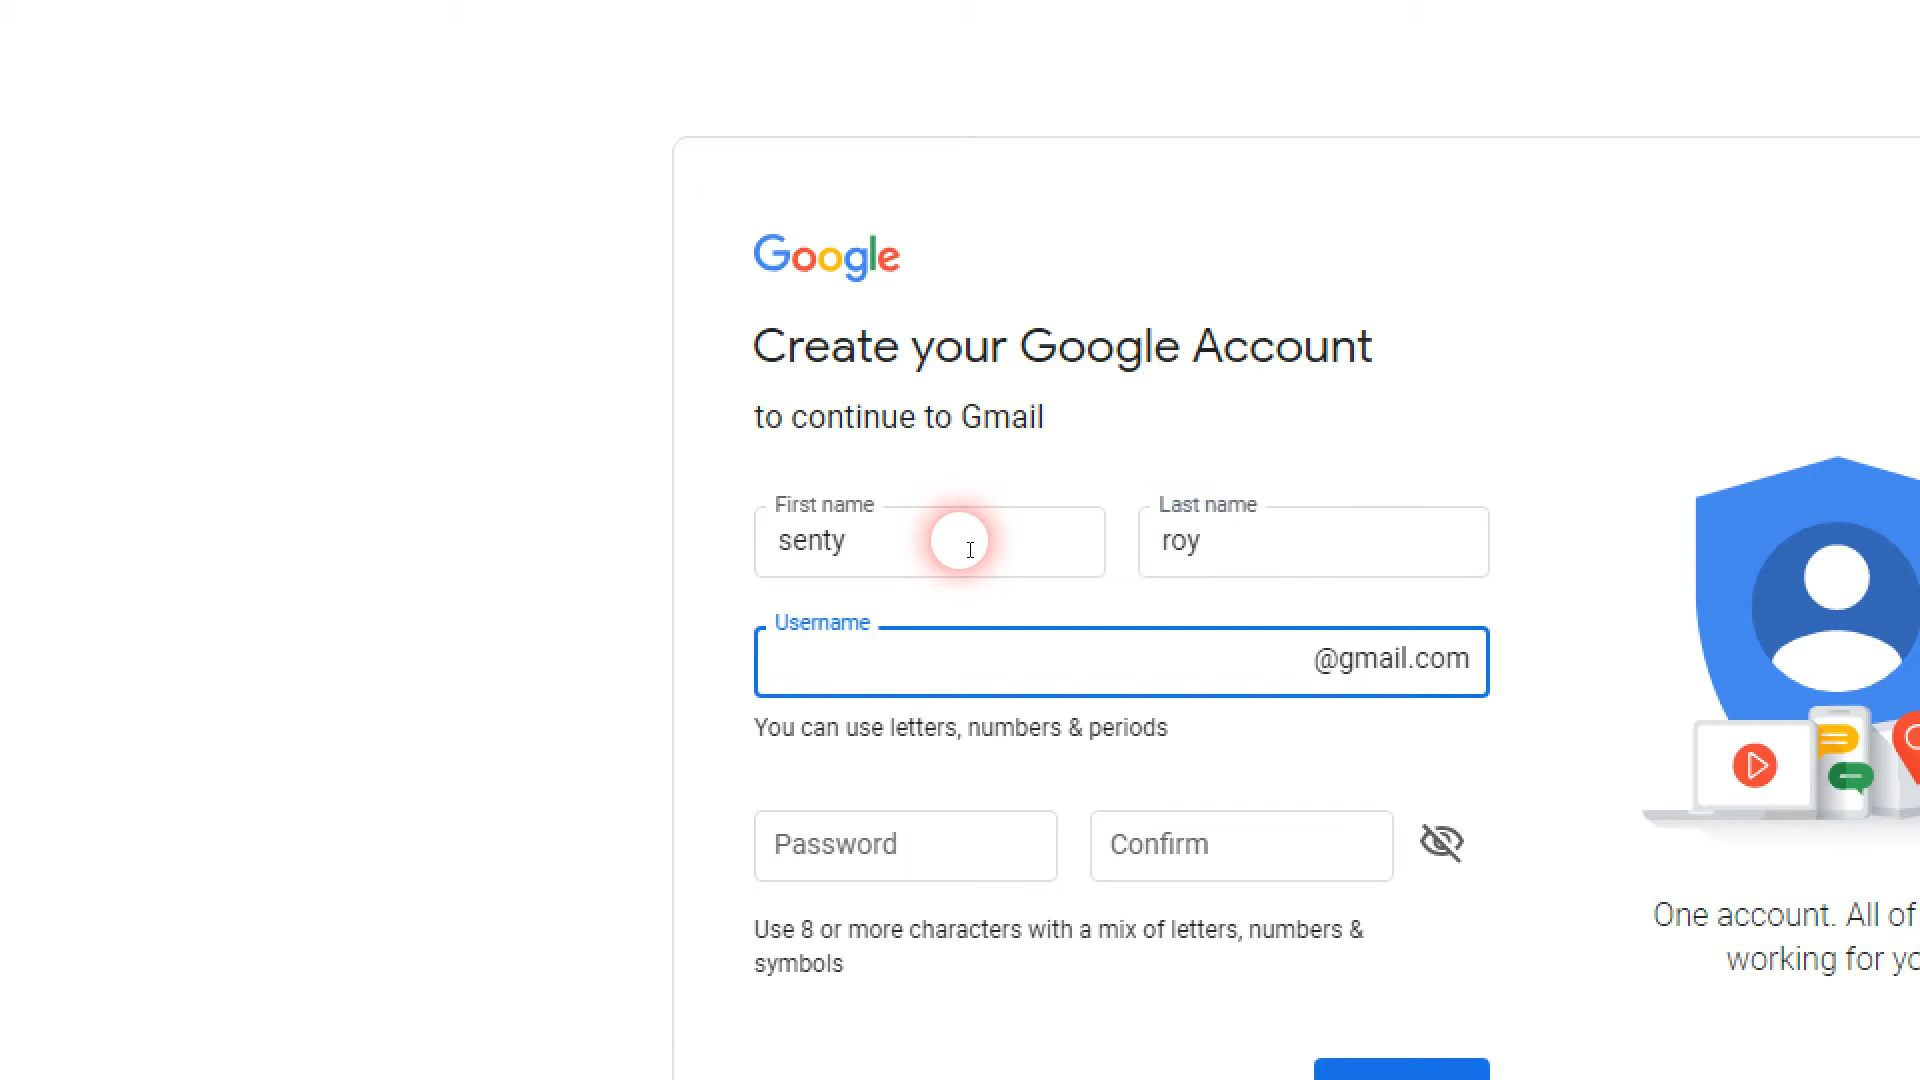 Google
Create your Google Account
to continue to Gmail
First name
senty
Last name
roy
Username
@gmail.com
You can use letters, numbers & periods
Password
Confirm
Use 8 or more characters with a mix of letters, numbers &
symbols
One account. All of
working for yo